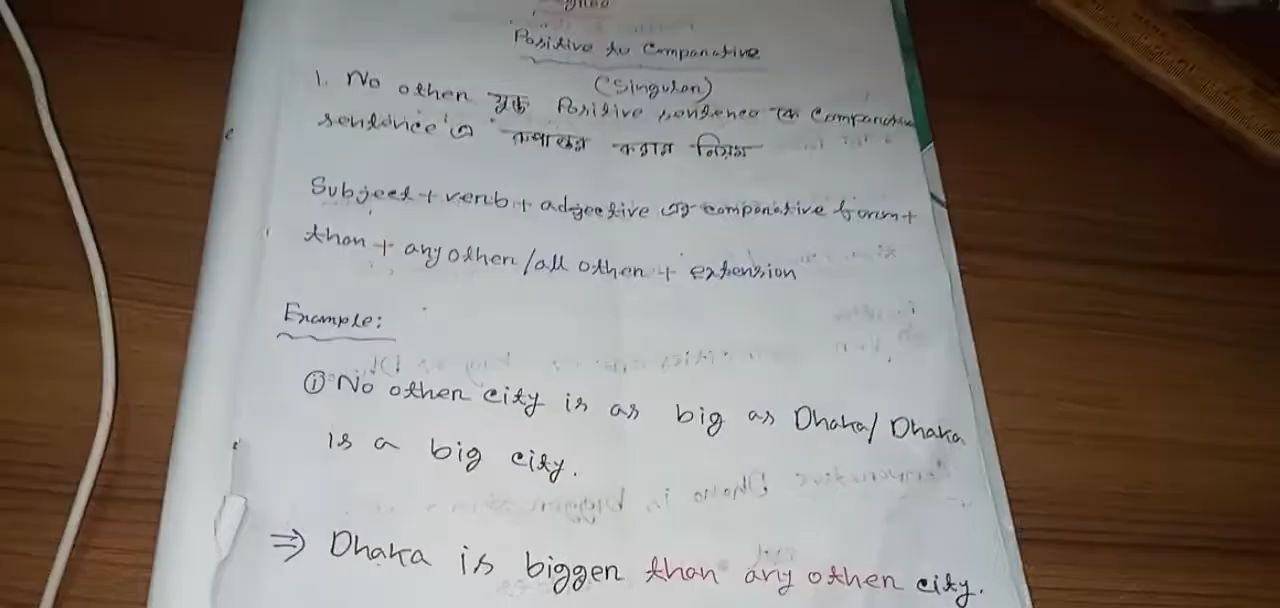 Positive to Comparative
(Singular)
1. No other যুক্ত Positive sentence কে Comparative
sentence এ রুপান্তর করার নিয়ম
Subject + verb + adjective এর comparative form +
than + any other / all other + extension
Example:
① No other city is as big as Dhaka / Dhaka
is a big city.
⇒ Dhaka is bigger than any other city.